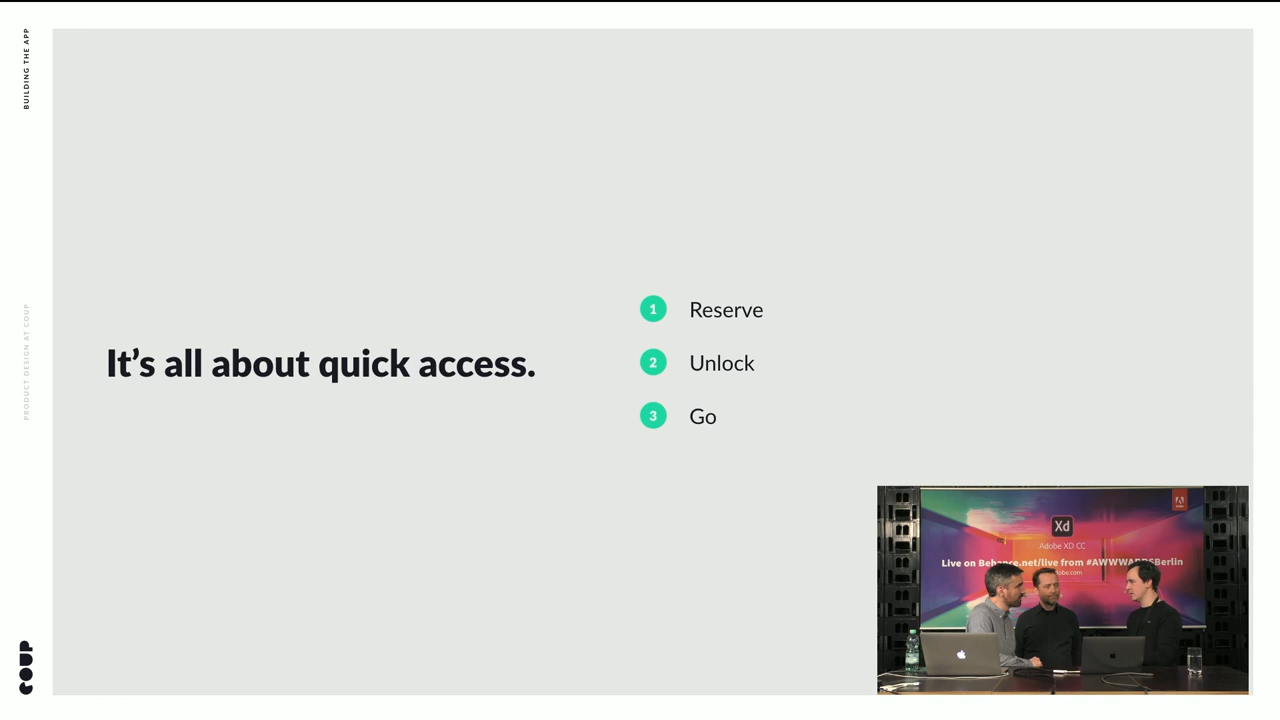 BUILDING THE APP
PRODUCT DESIGN AT COUP
COUP
It's all about quick access.
1 Reserve
2 Unlock
3 Go
Xd
Adobe XD CC
Live on Behance.net/live from #AWWWARDSBerlin